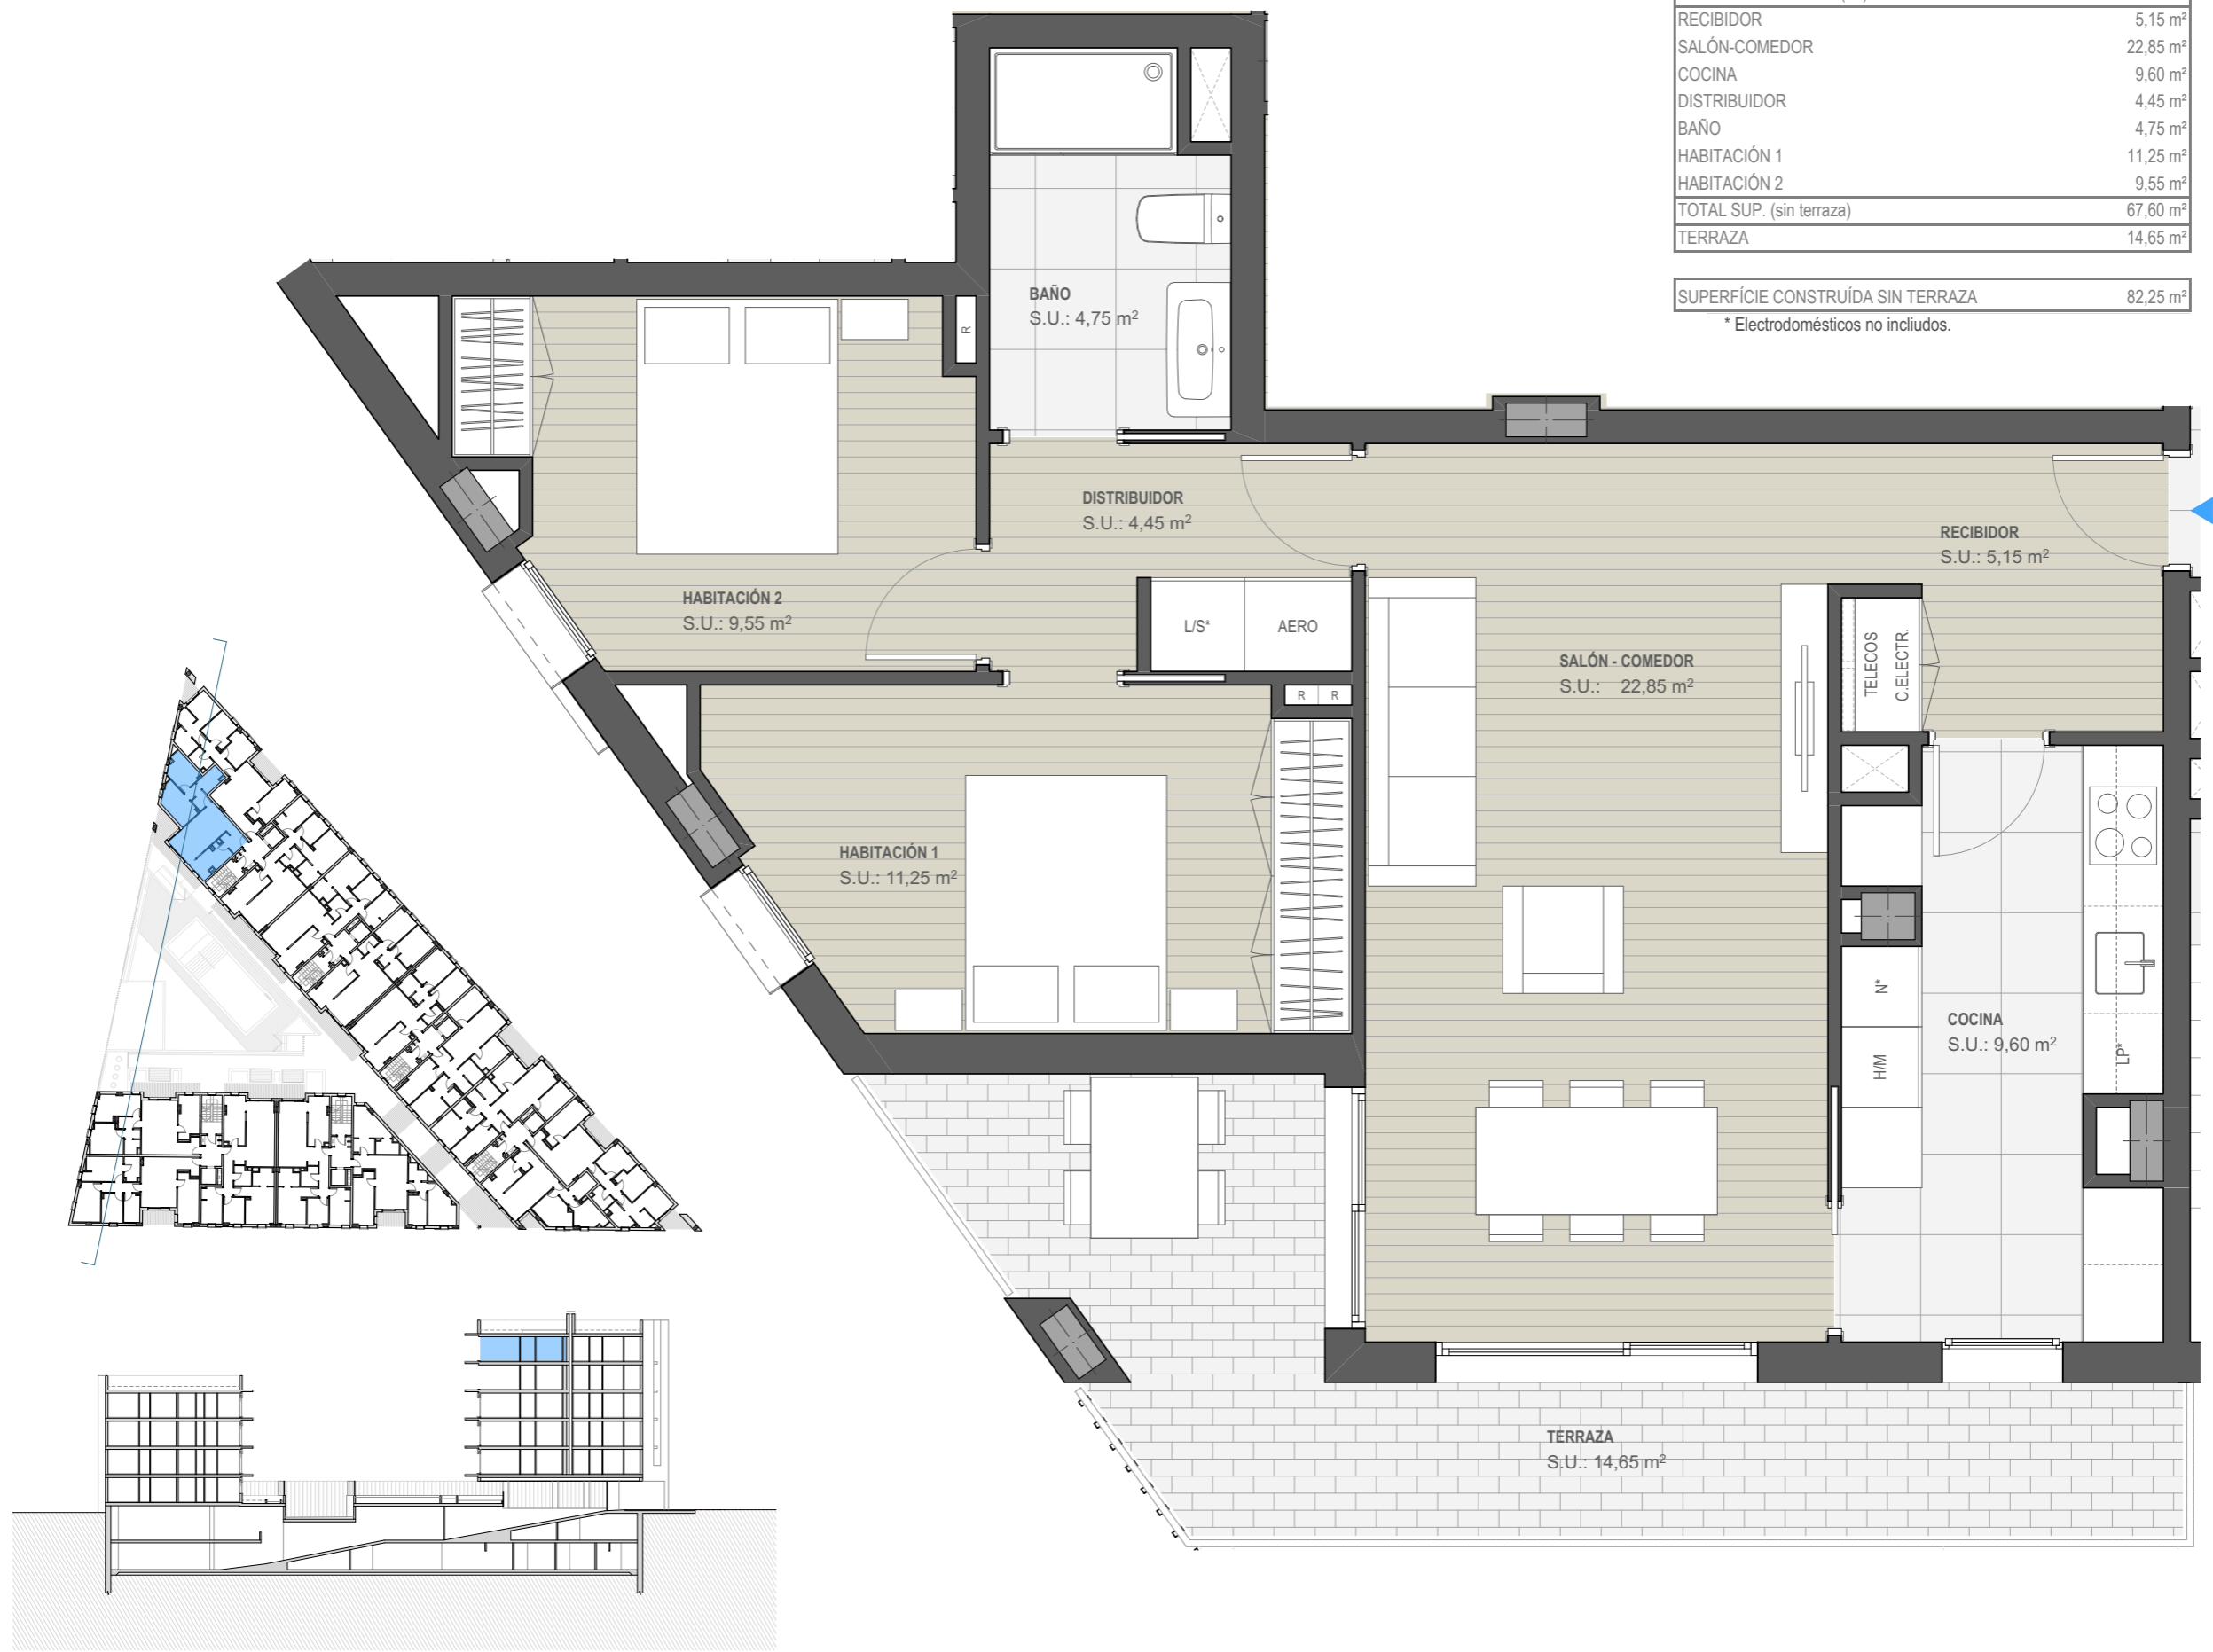 RECIBIDOR 5,15 m²
SALÓN-COMEDOR 22,85 m²
COCINA 9,60 m²
DISTRIBUIDOR 4,45 m²
BAÑO 4,75 m²
HABITACIÓN 1 11,25 m²
HABITACIÓN 2 9,55 m²
TOTAL SUP. (sin terraza) 67,60 m²
TERRAZA 14,65 m²
SUPERFÍCIE CONSTRUÍDA SIN TERRAZA 82,25 m²
* Electrodomésticos no incliudos.
BAÑO
S.U.: 4,75 m²
R
DISTRIBUIDOR
S.U.: 4,45 m²
RECIBIDOR
S.U.: 5,15 m²
HABITACIÓN 2
S.U.: 9,55 m²
L/S*
AERO
SALÓN - COMEDOR
S.U.: 22,85 m²
TELECOS
C.ELECTR.
R
R
HABITACIÓN 1
S.U.: 11,25 m²
N*
COCINA
S.U.: 9,60 m²
H/M
LP*
TERRAZA
S.U.: 14,65 m²